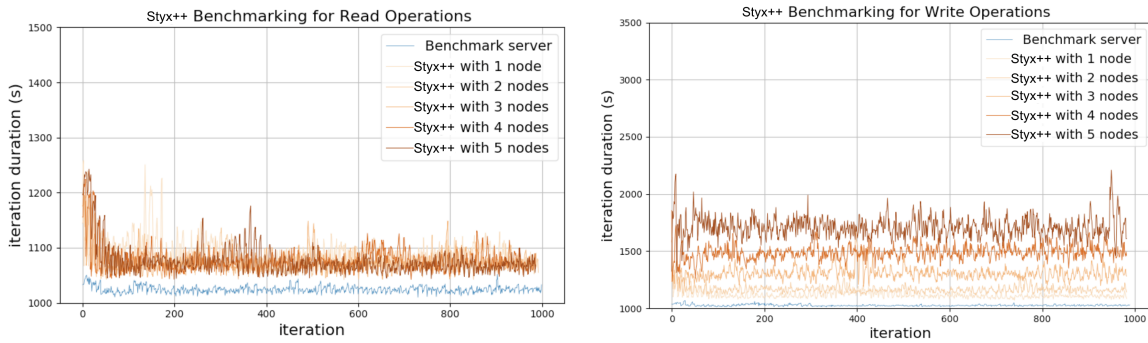 Styx++ Benchmarking for Read Operations
1500
1400
1300
1200
1100
1000
iteration duration (s)
Benchmark server
Styx++ with 1 node
Styx++ with 2 nodes
Styx++ with 3 nodes
Styx++ with 4 nodes
Styx++ with 5 nodes
0 200 400 600 800 1000
iteration
Styx++ Benchmarking for Write Operations
3500
3000
2500
2000
1500
1000
iteration duration (s)
Benchmark server
Styx++ with 1 node
Styx++ with 2 nodes
Styx++ with 3 nodes
Styx++ with 4 nodes
Styx++ with 5 nodes
0 200 400 600 800 1000
iteration